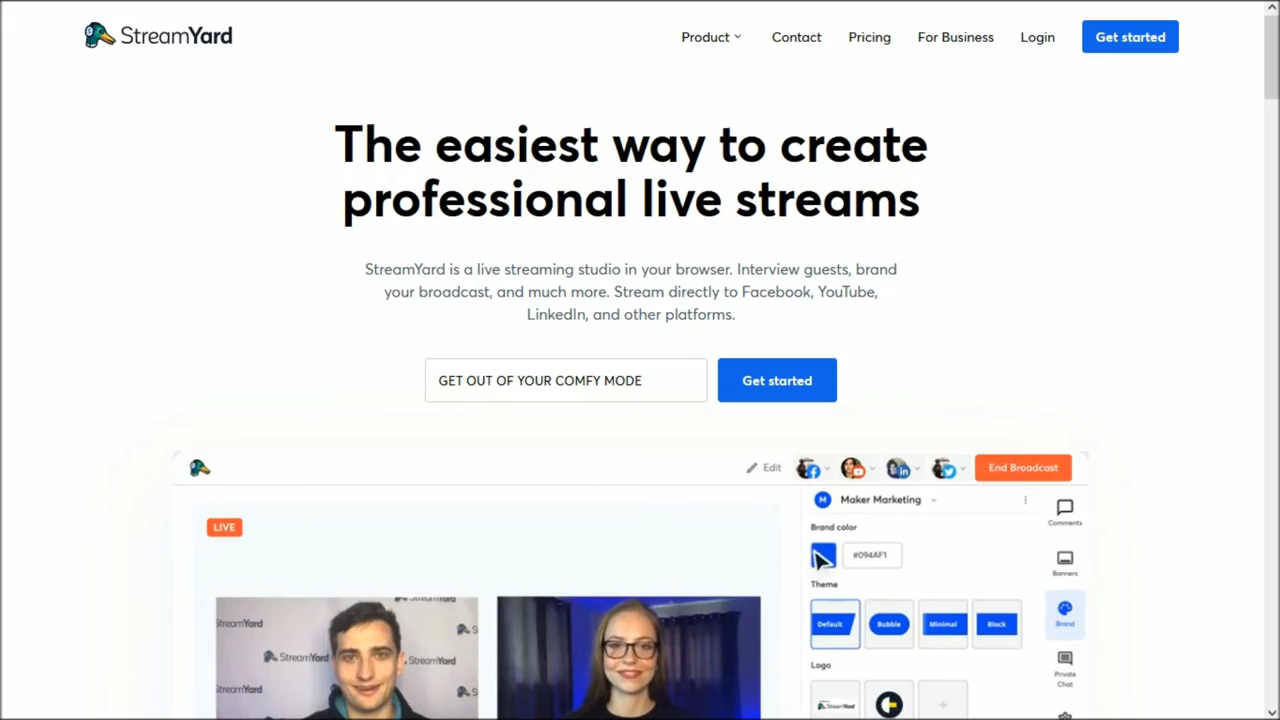 StreamYard
Product
Contact
Pricing
For Business
Login
Get started
The easiest way to create
professional live streams
StreamYard is a live streaming studio in your browser. Interview guests, brand
your broadcast, and much more. Stream directly to Facebook, YouTube,
LinkedIn, and other platforms.
GET OUT OF YOUR COMFY MODE
Get started
Edit
End Broadcast
M
Maker Marketing
LIVE
Comments
Brand color
#094AF1
Banners
Theme
Default
Bubble
Minimal
Block
Brand
StreamYard
StreamYard
StreamYard
StreamYard
StreamYard
Logo
Private
Chat
StreamYard